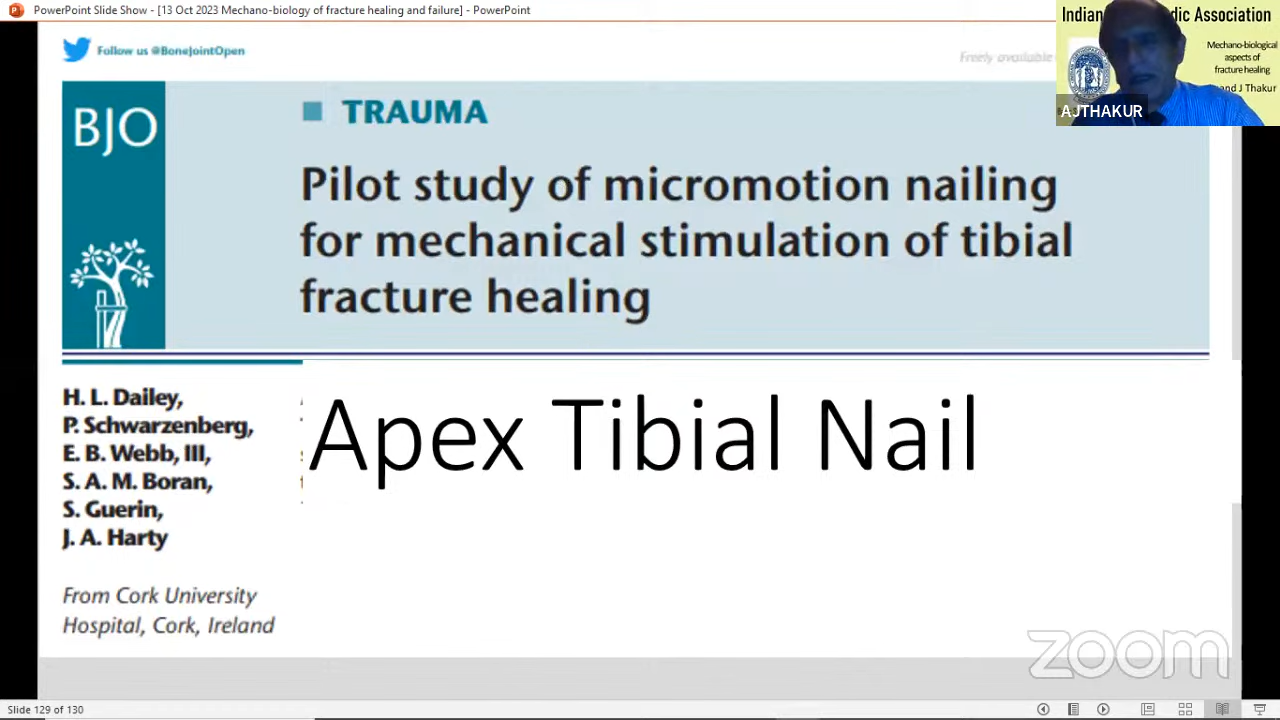 PowerPoint Slide Show - [13 Oct 2023 Mechano-biology of fracture healing and failure] - PowerPoint
Follow us @BoneJointOpen
Freely available
BJO
TRAUMA
Pilot study of micromotion nailing
for mechanical stimulation of tibial
fracture healing
H. L. Dailey,
P. Schwarzenberg,
E. B. Webb, III,
S. A. M. Boran,
S. Guerin,
J. A. Harty
Apex Tibial Nail
From Cork University
Hospital, Cork, Ireland
Association
Mechano-biological
aspects of
fracture healing
J Thakur
AJTHAKUR
zoom
Slide 129 of 130